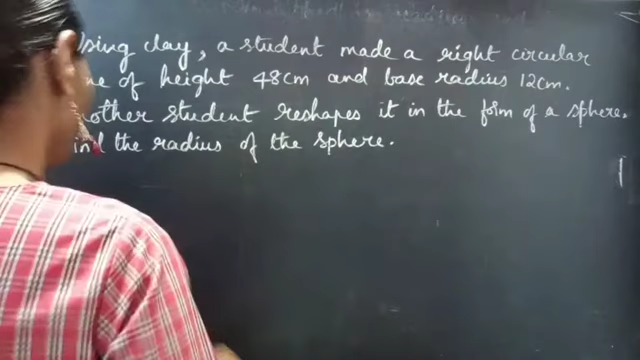 sing clay, a student made a right circular
ne of height 48cm and base radius 12cm.
other student reshapes it in the form of a sphere.
ind the radius of the sphere.